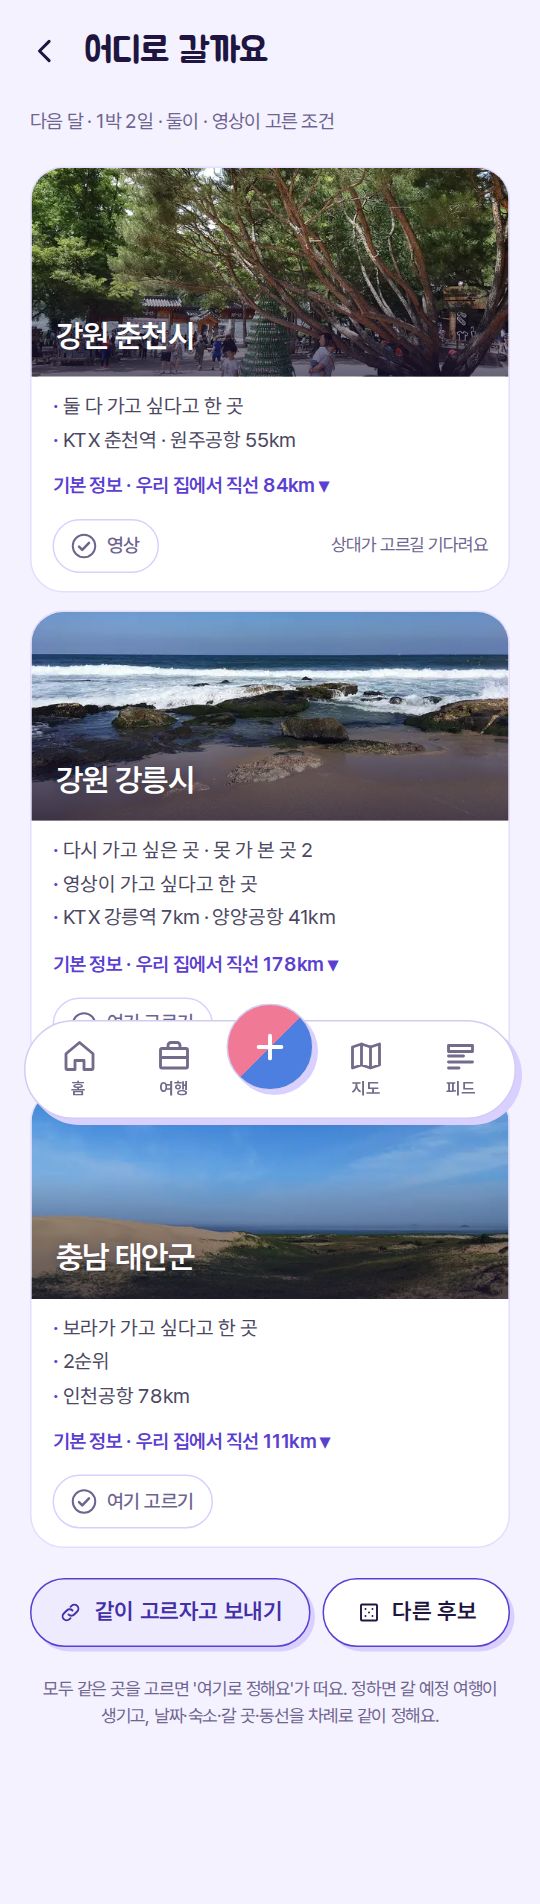 어디로 갈까요
다음 달 · 1박 2일 · 둘이 · 영상이 고른 조건
강원 춘천시
· 둘 다 가고 싶다고 한 곳
· KTX 춘천역 · 원주공항 55km
기본 정보 · 우리 집에서 직선 84km ▾
영상
상대가 고르길 기다려요
강원 강릉시
· 다시 가고 싶은 곳 · 못 가 본 곳 2
· 영상이 가고 싶다고 한 곳
· KTX 강릉역 7km · 양양공항 41km
기본 정보 · 우리 집에서 직선 178km ▾
홈
여행
지도
피드
충남 태안군
· 보라가 가고 싶다고 한 곳
· 2순위
· 인천공항 78km
기본 정보 · 우리 집에서 직선 111km ▾
여기 고르기
같이 고르자고 보내기
다른 후보
모두 같은 곳을 고르면 '여기로 정해요'가 떠요. 정하면 갈 예정 여행이
생기고, 날짜·숙소·갈 곳·동선을 차례로 같이 정해요.